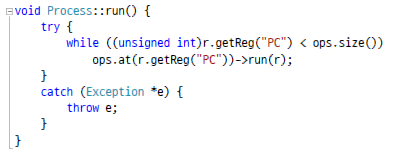 void Process::run() {
    try {
        while ((unsigned int)r.getReg("PC") < ops.size())
            ops.at(r.getReg("PC"))->run(r);
    }
    catch (Exception *e) {
        throw e;
    }
}